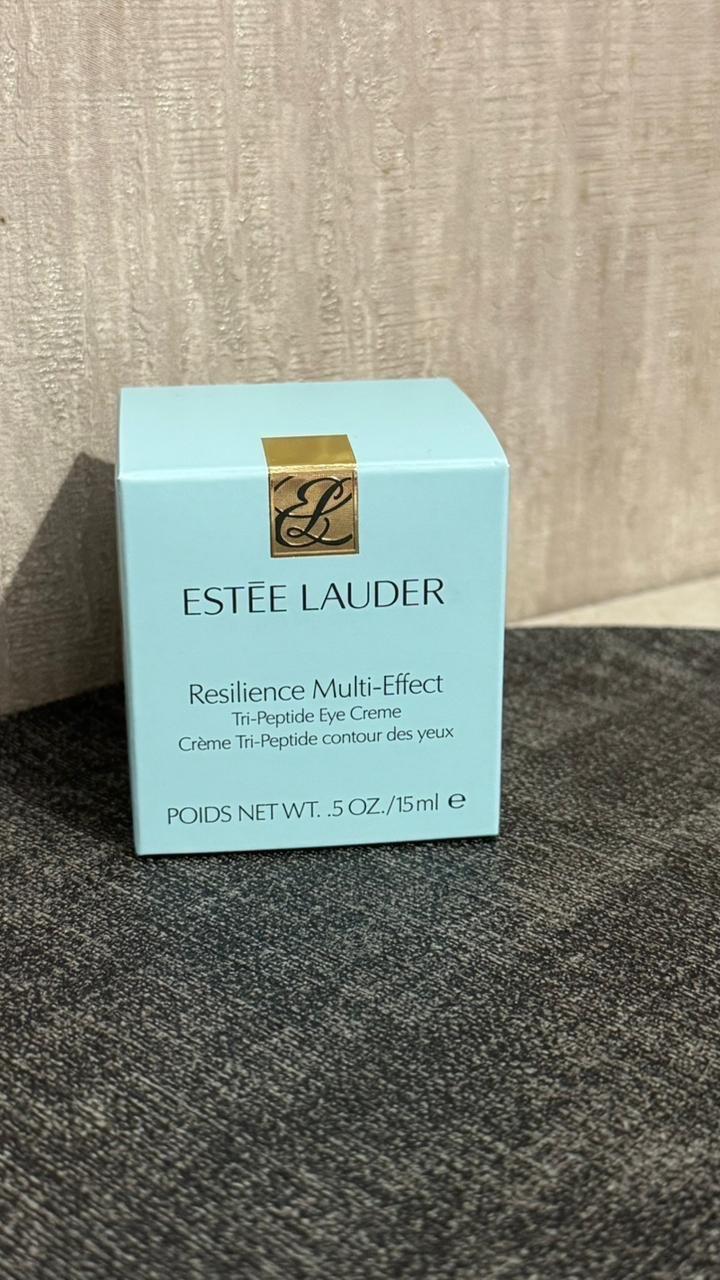 EL
ESTĒE LAUDER
Resilience Multi-Effect
Tri-Peptide Eye Creme
Crème Tri-Peptide contour des yeux
POIDS NET WT. .5 OZ./15ml ℮